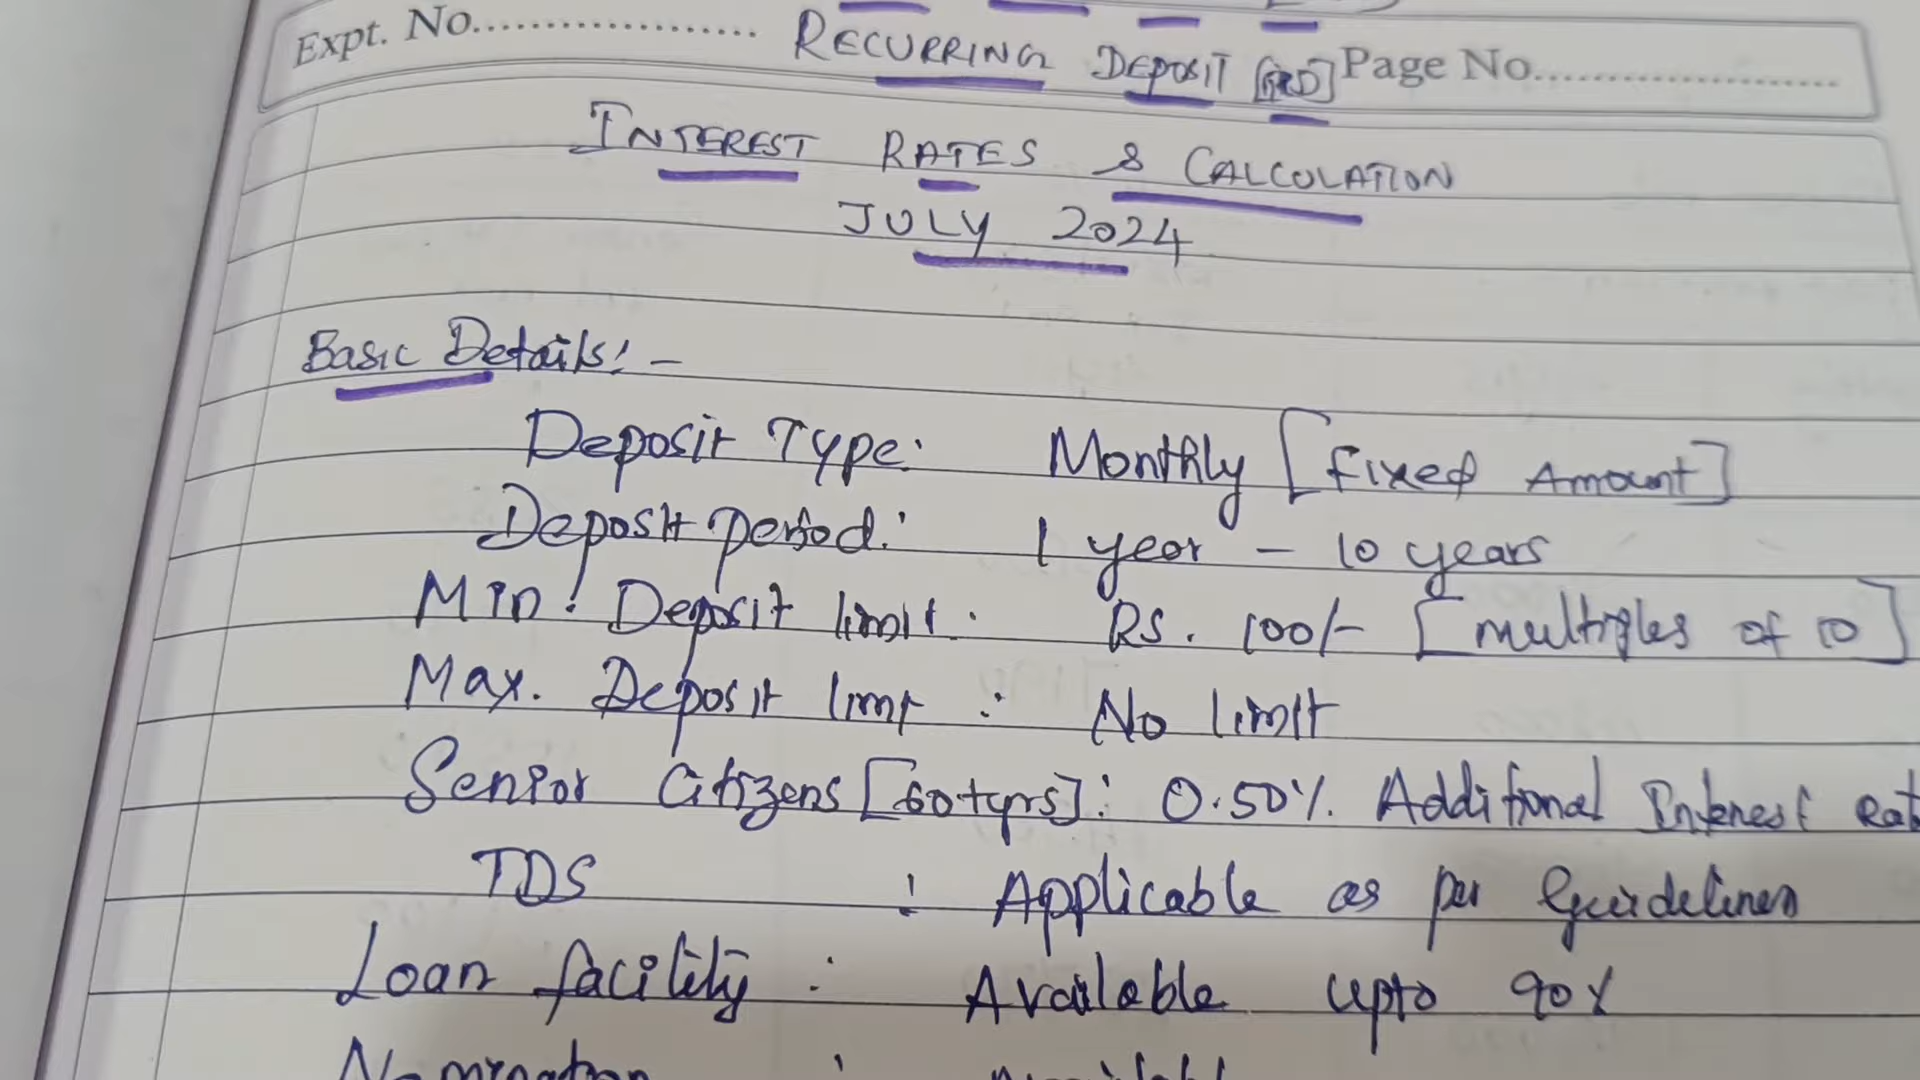 Expt. No.................... RECURRING DEPOSIT [RD] Page No.........................
INTEREST RATES & CALCULATION
JULY 2024
Basic Details:-
Deposit Type: Monthly [Fixed Amount]
Deposit period: 1 year - 10 years
Min: Deposit limit: Rs. 100/- [multiples of 10]
Max. Deposit limit: No limit
Senior Citizens [60+yrs]: 0.50% Additional Interest
TDS : Applicable as per Guidelines
Loan facility : Available upto 90%
Nomination : Available